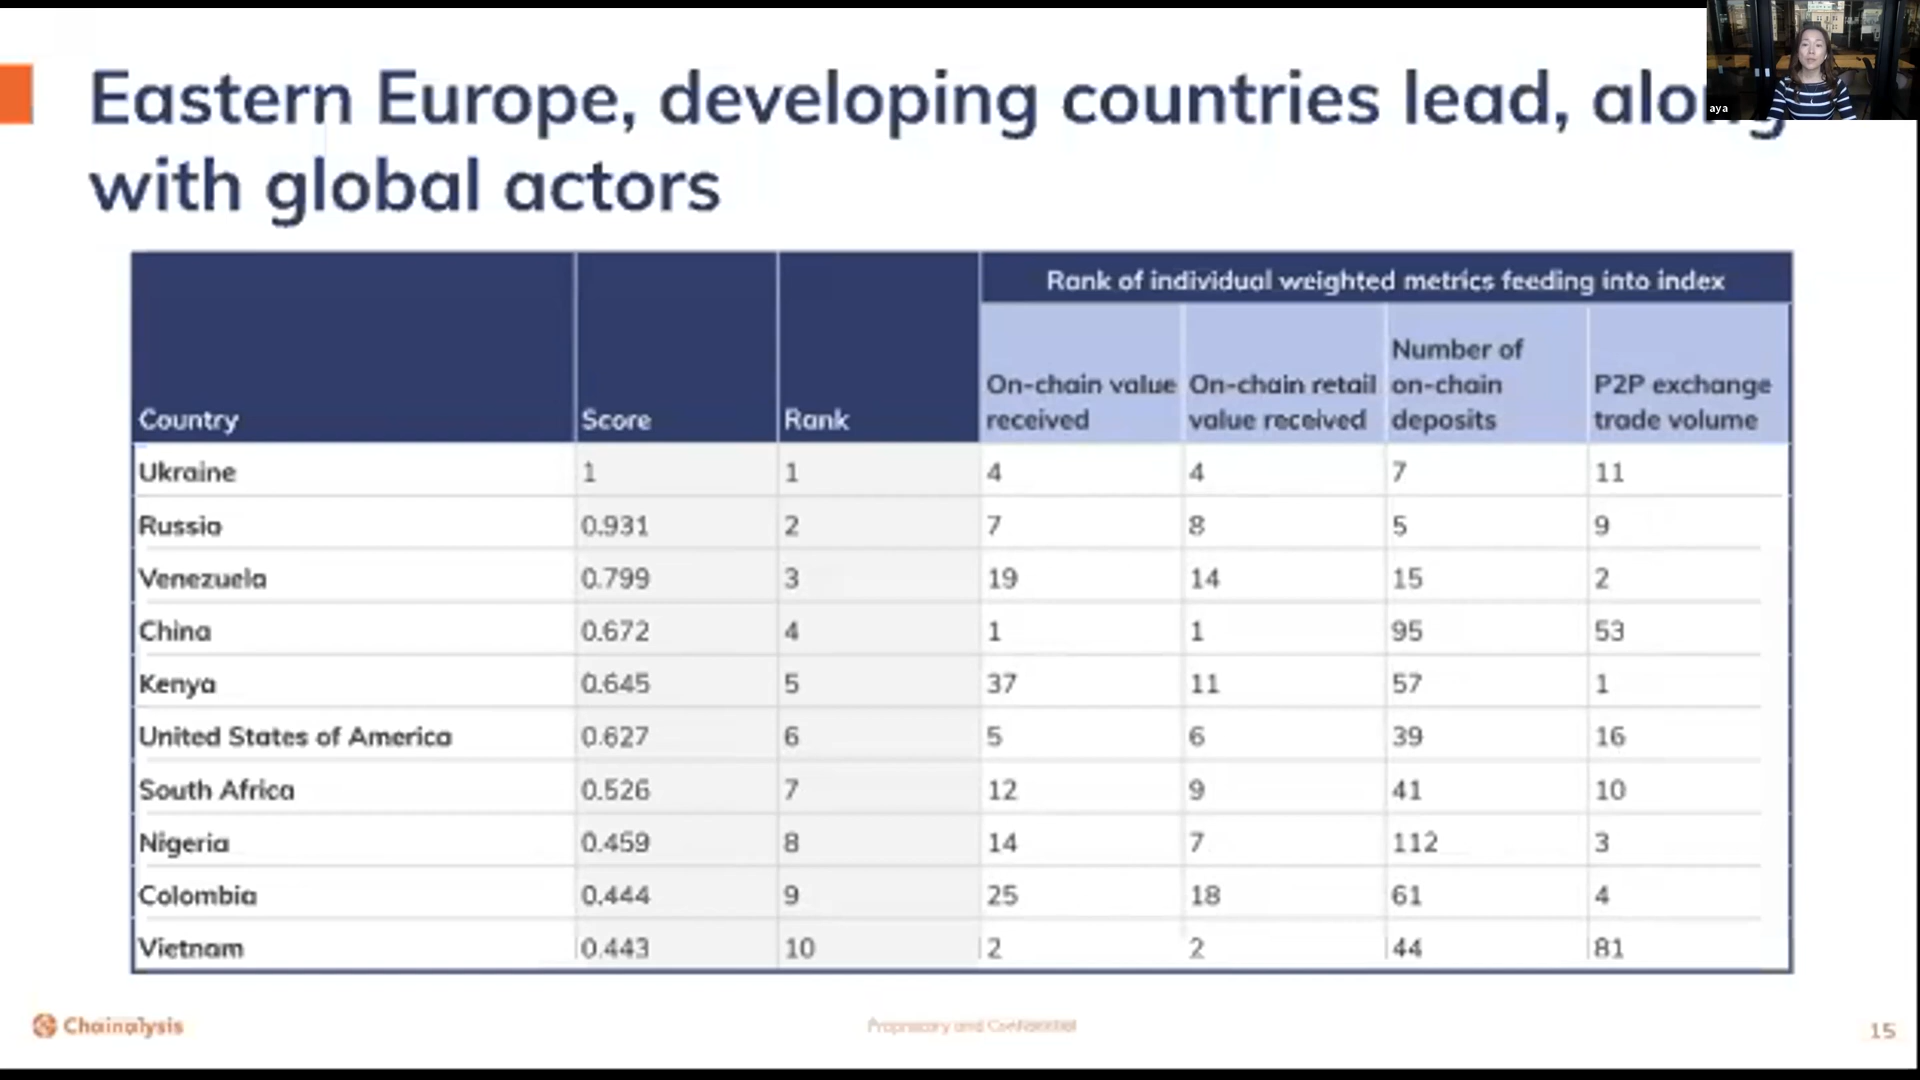 Eastern Europe, developing countries lead, along
with global actors
aya
Rank of individual weighted metrics feeding into index
Country Score Rank On-chain value received On-chain retail value received Number of on-chain deposits P2P exchange trade volume
Ukraine 1 1 4 4 7 11
Russia 0.931 2 7 8 5 9
Venezuela 0.799 3 19 14 15 2
China 0.672 4 1 1 95 53
Kenya 0.645 5 37 11 57 1
United States of America 0.627 6 5 6 39 16
South Africa 0.526 7 12 9 41 10
Nigeria 0.459 8 14 7 112 3
Colombia 0.444 9 25 18 61 4
Vietnam 0.443 10 2 2 44 81
Chainalysis
Proprietary and Confidential
15